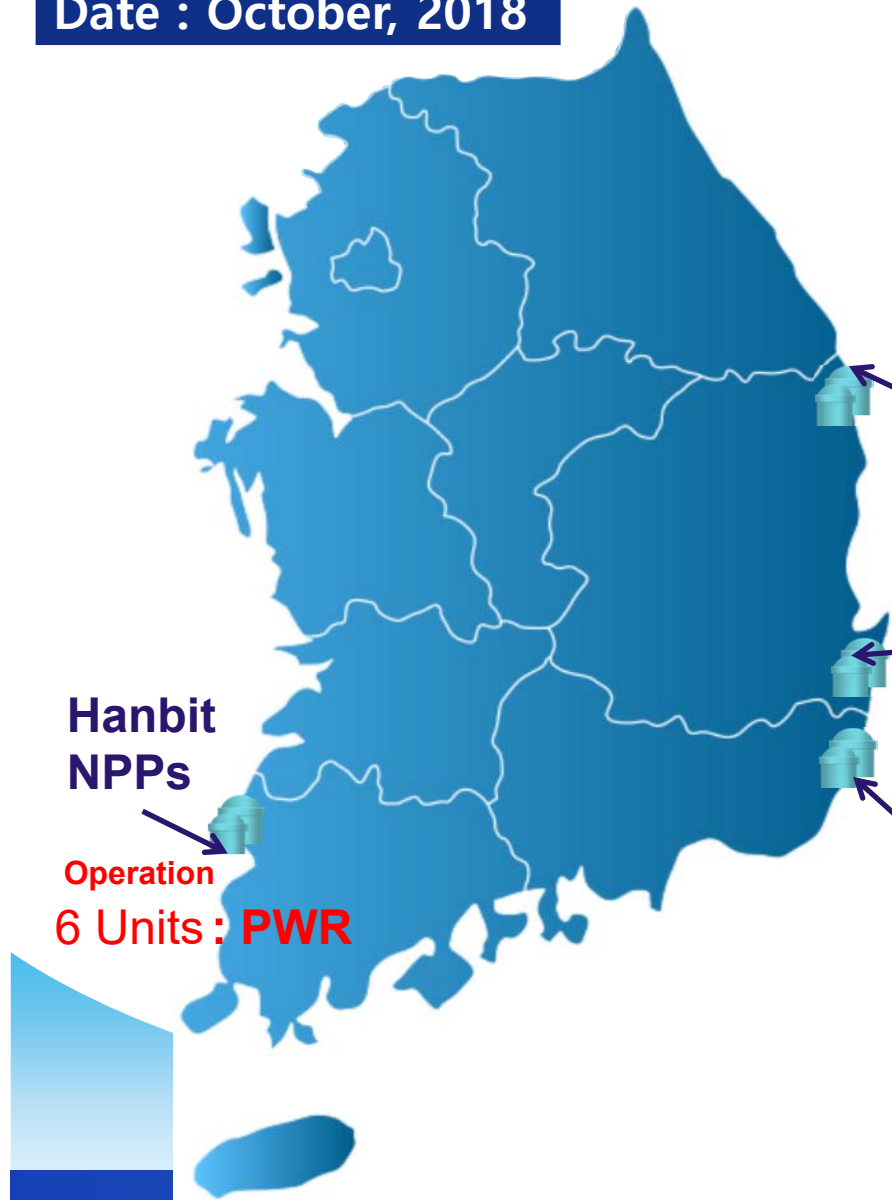 Date : October, 2018
Hanbit
NPPs
Operation
6 Units : PWR